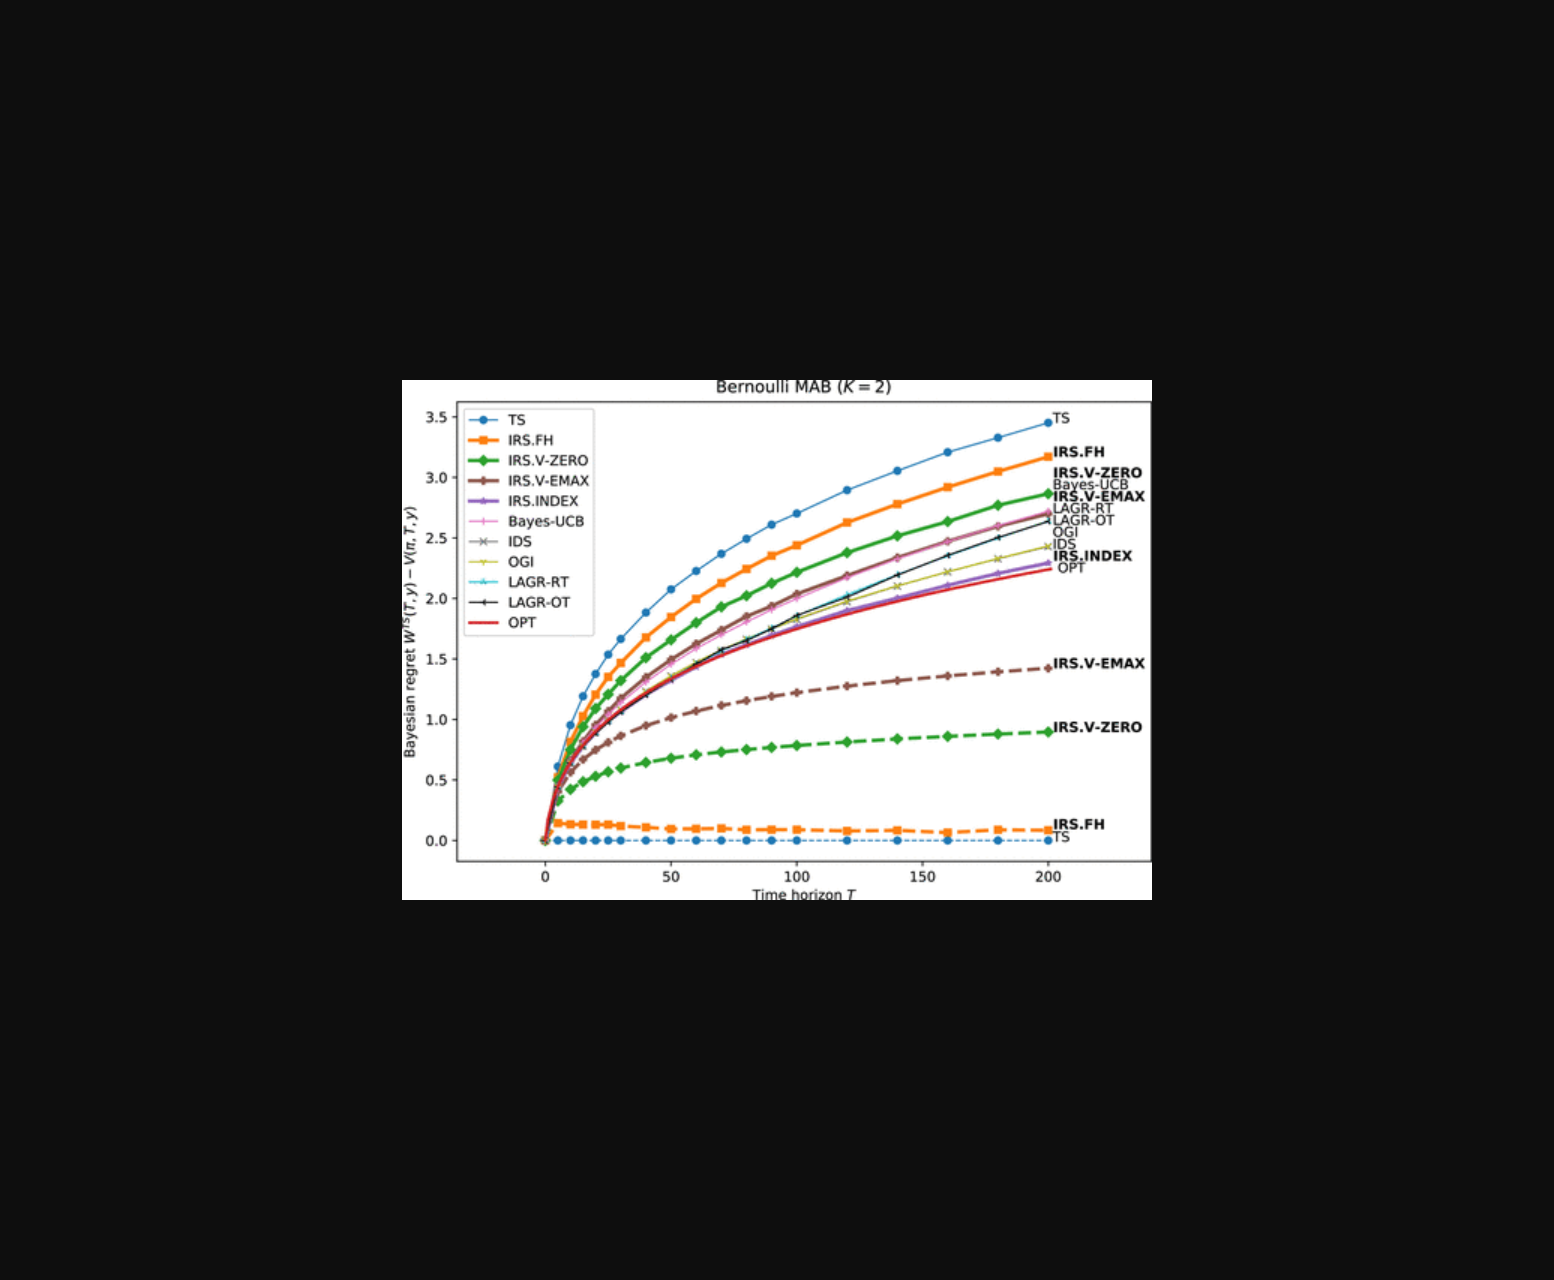 Bernoulli MAB (K = 2)
Bayesian regret W^TS(T, y) − V(π, T, y)
3.5
3.0
2.5
2.0
1.5
1.0
0.5
0.0
TS
IRS.FH
IRS.V-ZERO
IRS.V-EMAX
IRS.INDEX
Bayes-UCB
IDS
OGI
LAGR-RT
LAGR-OT
OPT
TS
IRS.FH
IRS.V-ZERO
Bayes-UCB
IRS.V-EMAX
LAGR-RT
LAGR-OT
OGI
IDS
IRS.INDEX
OPT
IRS.V-EMAX
IRS.V-ZERO
IRS.FH
TS
0 50 100 150 200
Time horizon T